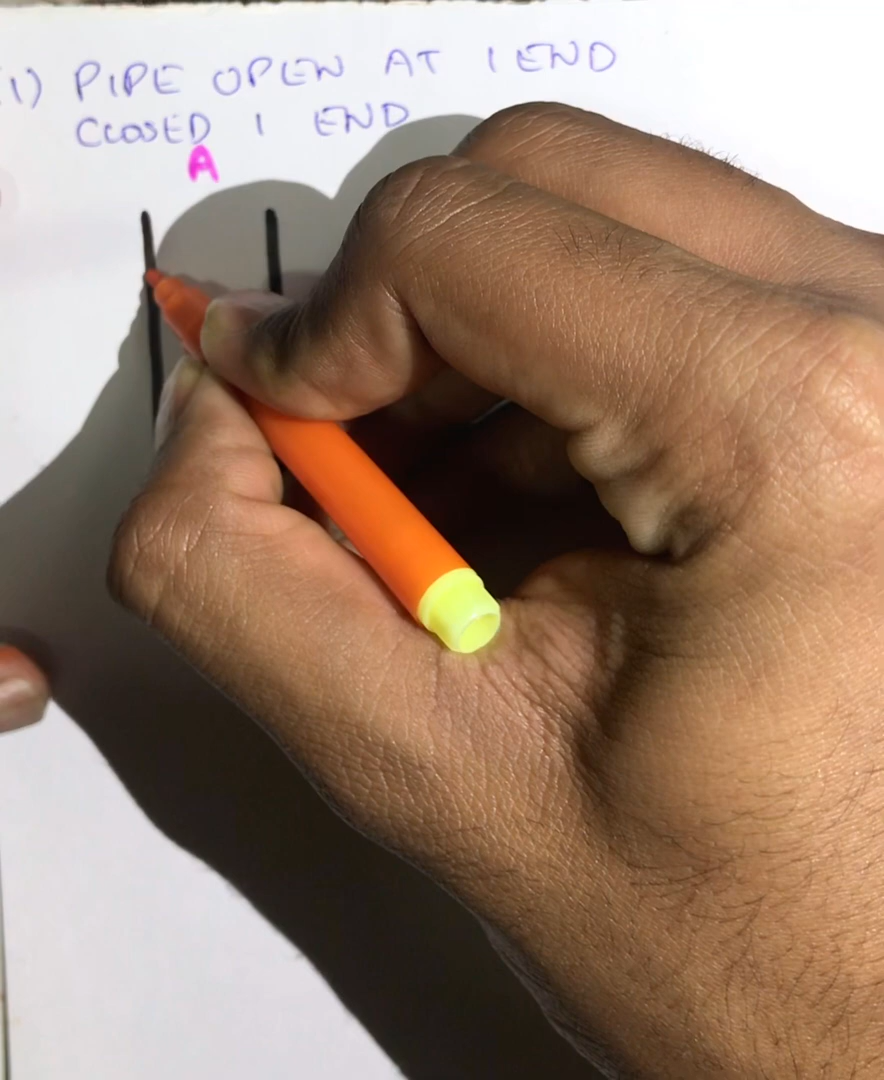 (1) PIPE OPEN AT 1 END
CLOSED 1 END
A